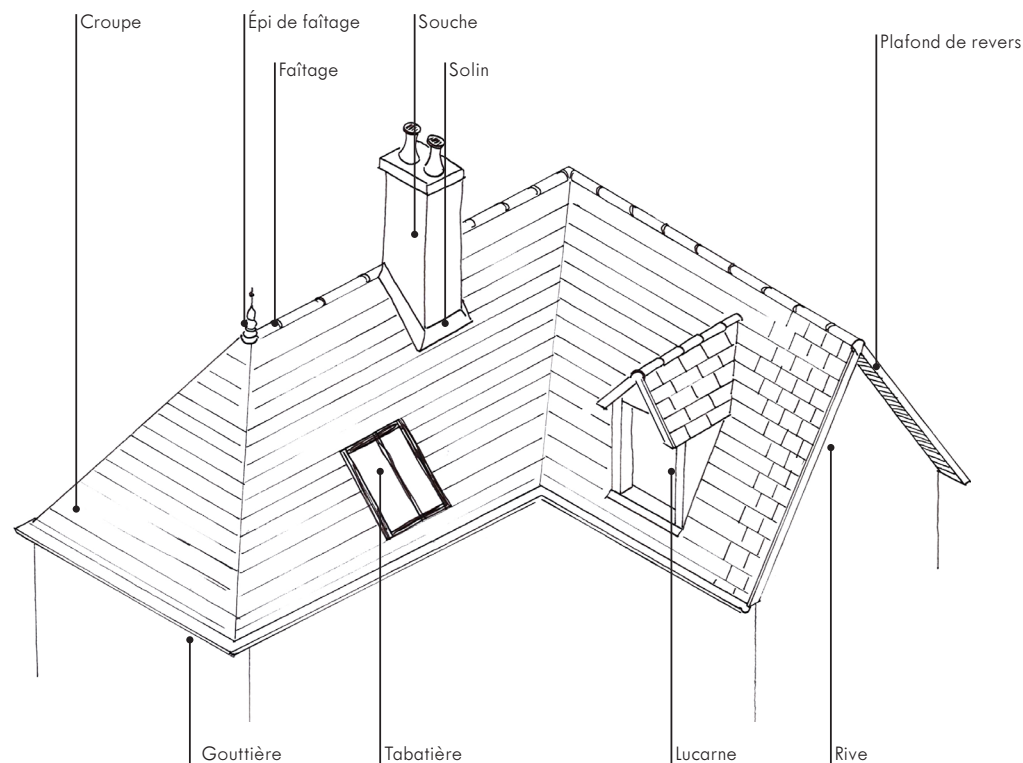 Croupe
Épi de faîtage
Souche
Plafond de revers
Faîtage
Solin
Gouttière
Tabatière
Lucarne
Rive